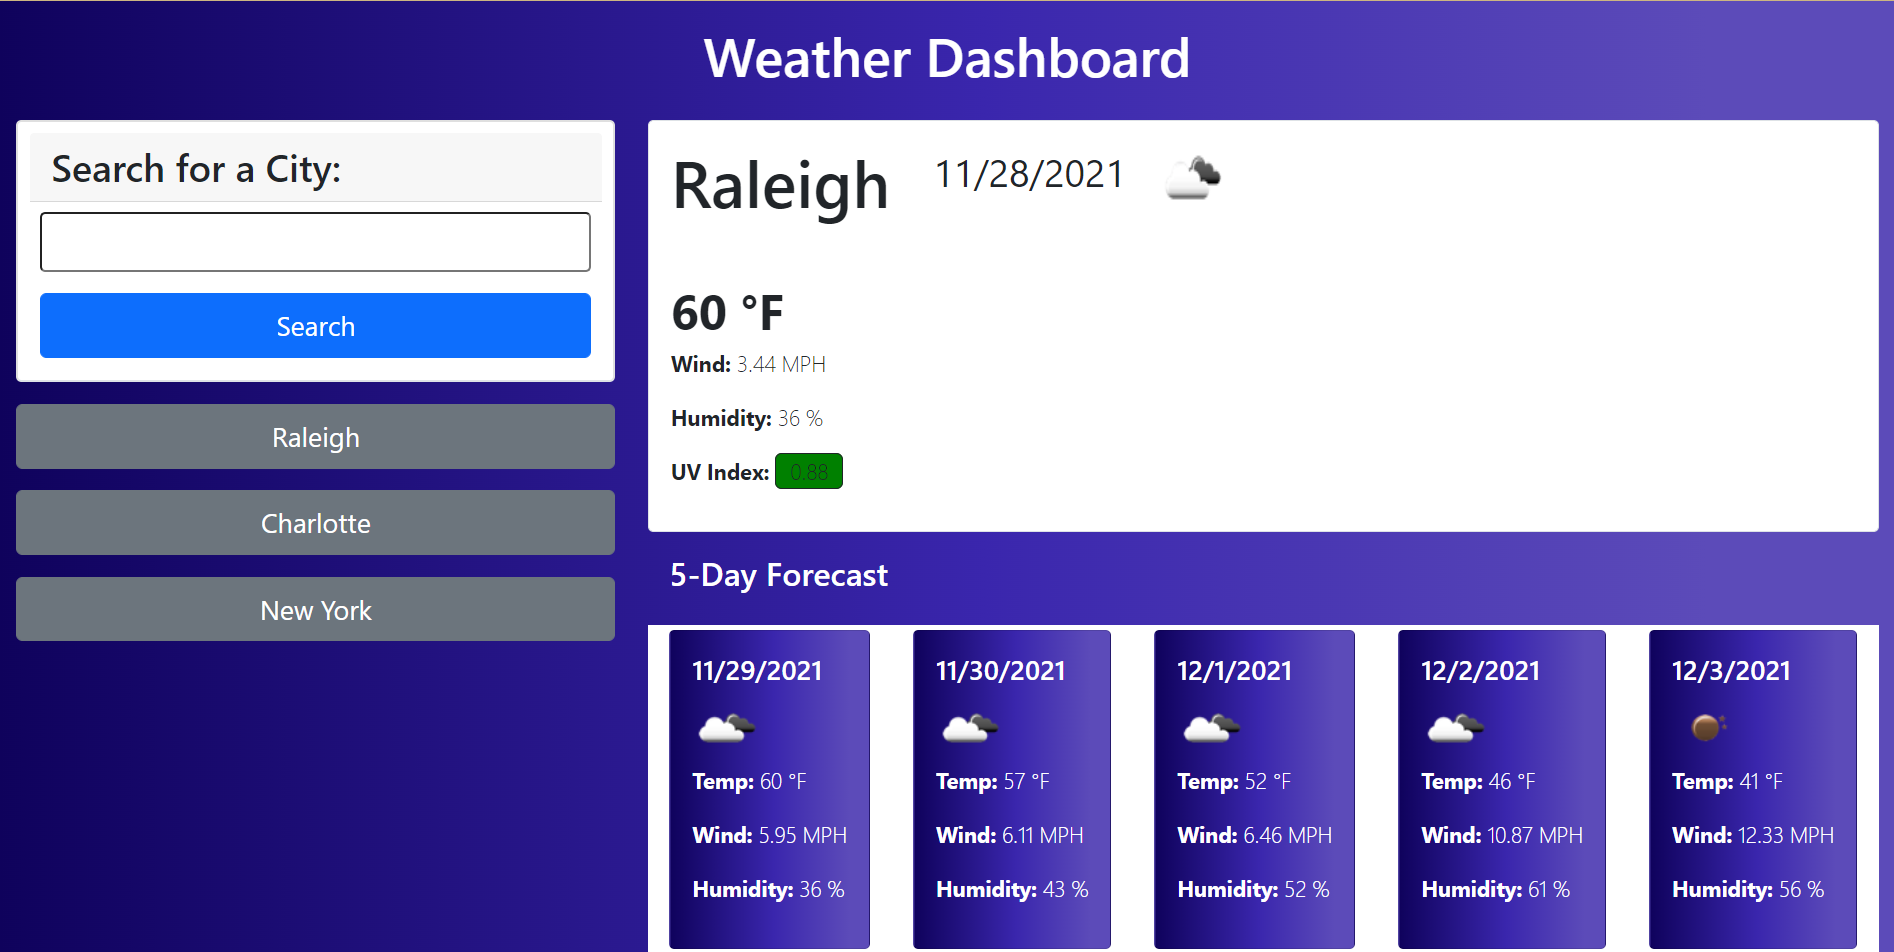 Weather Dashboard
Search for a City:
Search
Raleigh
Charlotte
New York
Raleigh 11/28/2021
60 °F
Wind: 3.44 MPH
Humidity: 36 %
UV Index: 0.88
5-Day Forecast
11/29/2021
Temp: 60 °F
Wind: 5.95 MPH
Humidity: 36 %
11/30/2021
Temp: 57 °F
Wind: 6.11 MPH
Humidity: 43 %
12/1/2021
Temp: 52 °F
Wind: 6.46 MPH
Humidity: 52 %
12/2/2021
Temp: 46 °F
Wind: 10.87 MPH
Humidity: 61 %
12/3/2021
Temp: 41 °F
Wind: 12.33 MPH
Humidity: 56 %